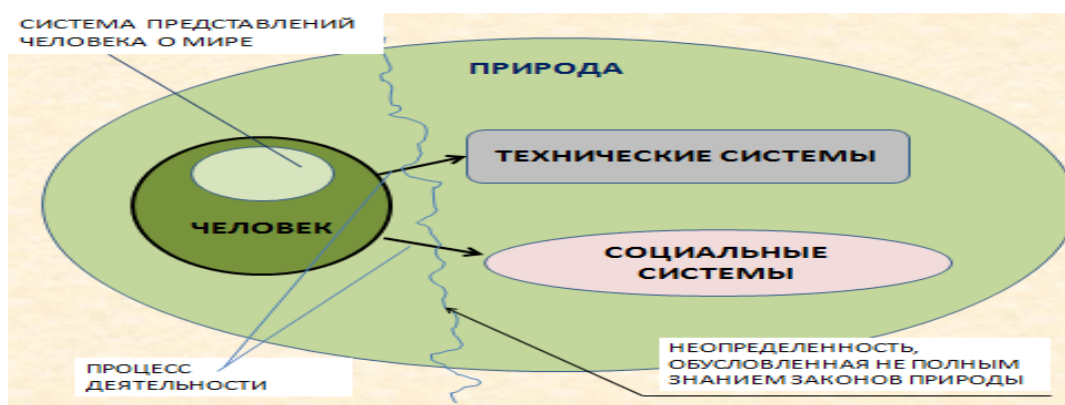 СИСТЕМА ПРЕДСТАВЛЕНИЙ
ЧЕЛОВЕКА О МИРЕ
ПРИРОДА
ТЕХНИЧЕСКИЕ СИСТЕМЫ
ЧЕЛОВЕК
СОЦИАЛЬНЫЕ
СИСТЕМЫ
ПРОЦЕСС
ДЕЯТЕЛЬНОСТИ
НЕОПРЕДЕЛЕННОСТЬ,
ОБУСЛОВЛЕННАЯ НЕ ПОЛНЫМ
ЗНАНИЕМ ЗАКОНОВ ПРИРОДЫ